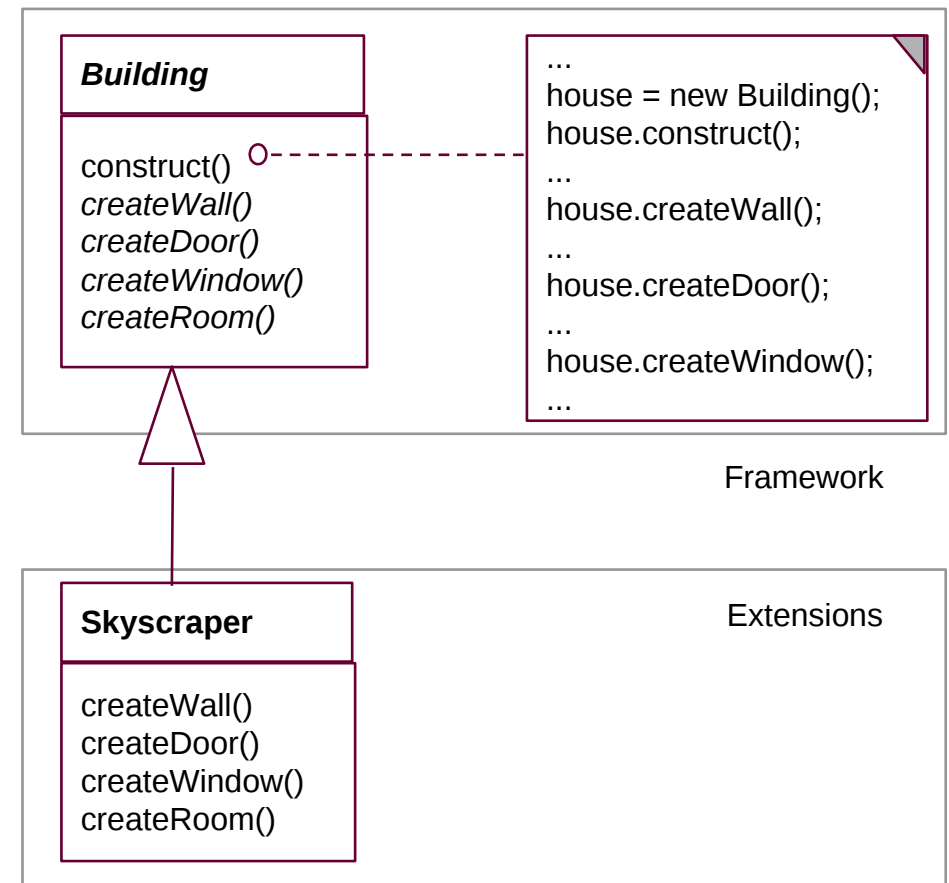 Building
construct()
createWall()
createDoor()
createWindow()
createRoom()
...
house = new Building();
house.construct();
...
house.createWall();
...
house.createDoor();
...
house.createWindow();
...
Framework
Skyscraper
createWall()
createDoor()
createWindow()
createRoom()
Extensions